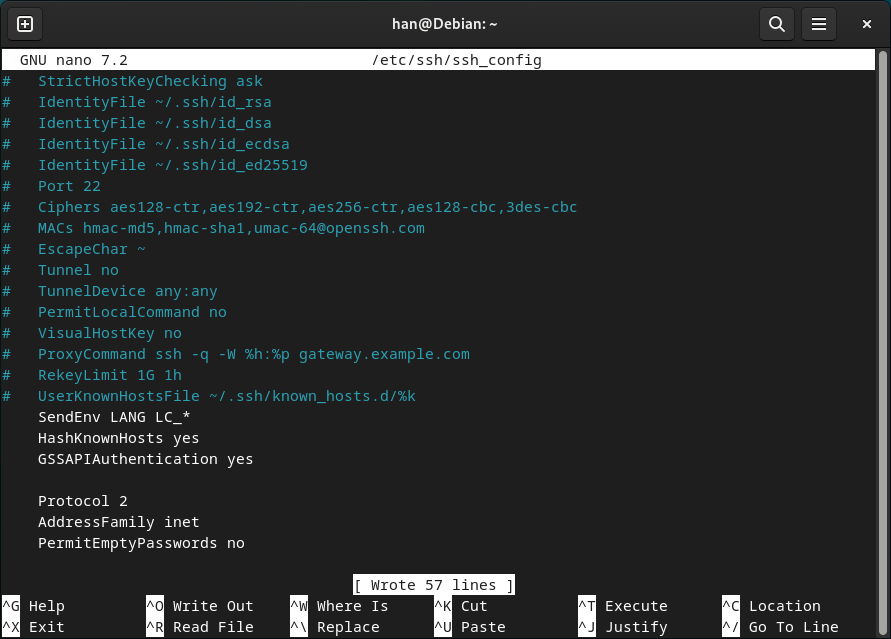 han@Debian: ~
GNU nano 7.2 /etc/ssh/ssh_config
# StrictHostKeyChecking ask
# IdentityFile ~/.ssh/id_rsa
# IdentityFile ~/.ssh/id_dsa
# IdentityFile ~/.ssh/id_ecdsa
# IdentityFile ~/.ssh/id_ed25519
# Port 22
# Ciphers aes128-ctr,aes192-ctr,aes256-ctr,aes128-cbc,3des-cbc
# MACs hmac-md5,hmac-sha1,umac-64@openssh.com
# EscapeChar ~
# Tunnel no
# TunnelDevice any:any
# PermitLocalCommand no
# VisualHostKey no
# ProxyCommand ssh -q -W %h:%p gateway.example.com
# RekeyLimit 1G 1h
# UserKnownHostsFile ~/.ssh/known_hosts.d/%k
SendEnv LANG LC_*
HashKnownHosts yes
GSSAPIAuthentication yes
Protocol 2
AddressFamily inet
PermitEmptyPasswords no
[ Wrote 57 lines ]
^G Help ^O Write Out ^W Where Is ^K Cut ^T Execute ^C Location
^X Exit ^R Read File ^\ Replace ^U Paste ^J Justify ^/ Go To Line